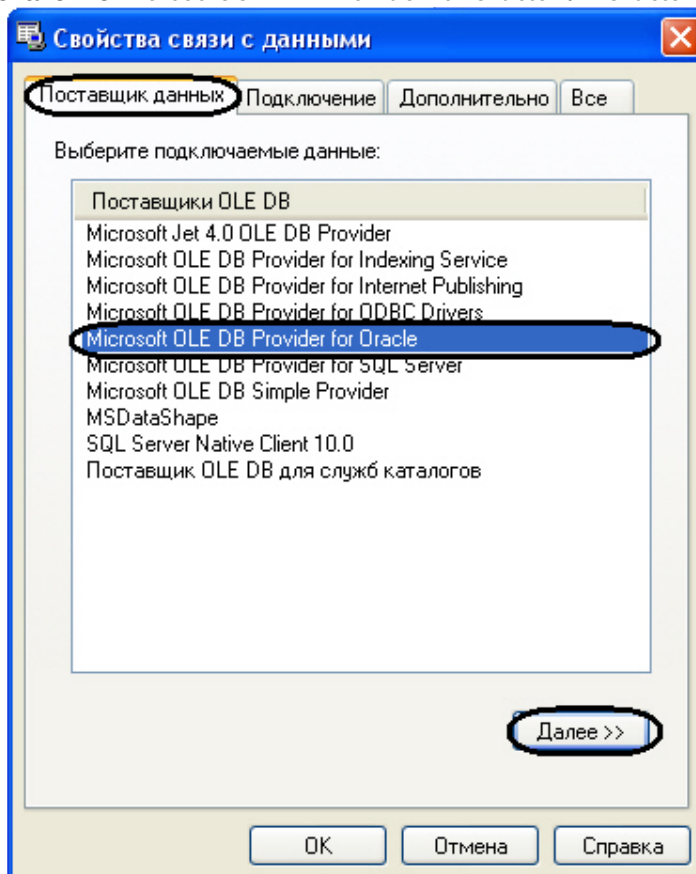 Свойства связи с данными
Поставщик данных Подключение Дополнительно Все
Выберите подключаемые данные:
Поставщики OLE DB
Microsoft Jet 4.0 OLE DB Provider
Microsoft OLE DB Provider for Indexing Service
Microsoft OLE DB Provider for Internet Publishing
Microsoft OLE DB Provider for ODBC Drivers
Microsoft OLE DB Provider for Oracle
Microsoft OLE DB Provider for SQL Server
Microsoft OLE DB Simple Provider
MSDataShape
SQL Server Native Client 10.0
Поставщик OLE DB для служб каталогов
Далее >>
OK Отмена Справка